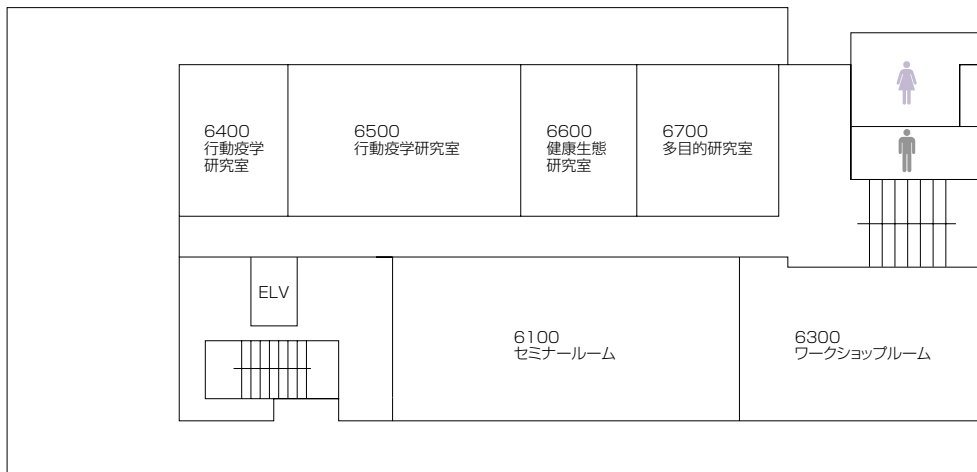 6400
行動疫学
研究室
6500
行動疫学研究室
6600
健康生態
研究室
6700
多目的研究室
ELV
6100
セミナールーム
6300
ワークショップルーム